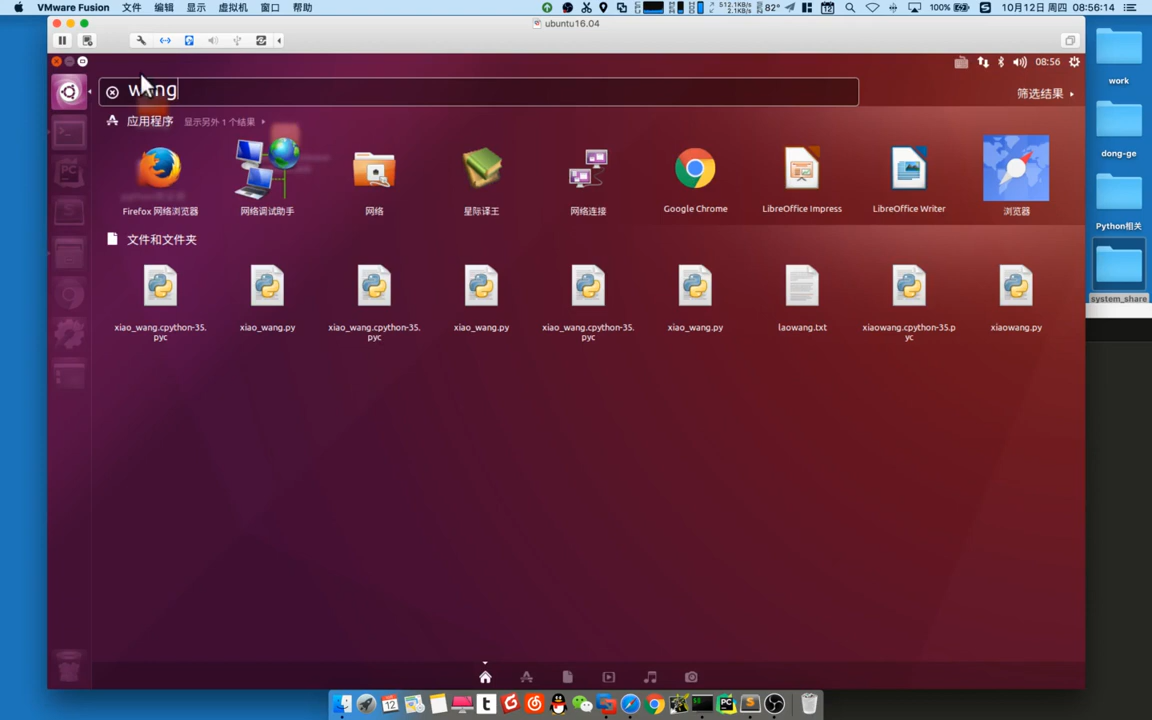 VMware Fusion 文件 编辑 显示 虚拟机 窗口 帮助 512.1KB/s 2.1KB/s 82° 100% 10月12日 周四 08:56:14
ubuntu16.04
08:56
wang
筛选结果
应用程序 显示另外 1 个结果
Firefox 网络浏览器 网络调试助手 网络 星际译王 网络连接 Google Chrome LibreOffice Impress LibreOffice Writer 浏览器
文件和文件夹
xiao_wang.cpython-35.pyc xiao_wang.py xiao_wang.cpython-35.pyc xiao_wang.py xiao_wang.cpython-35.pyc xiao_wang.py laowang.txt xiaowang.cpython-35.pyc xiaowang.py
work
dong-ge
Python相关
system_share